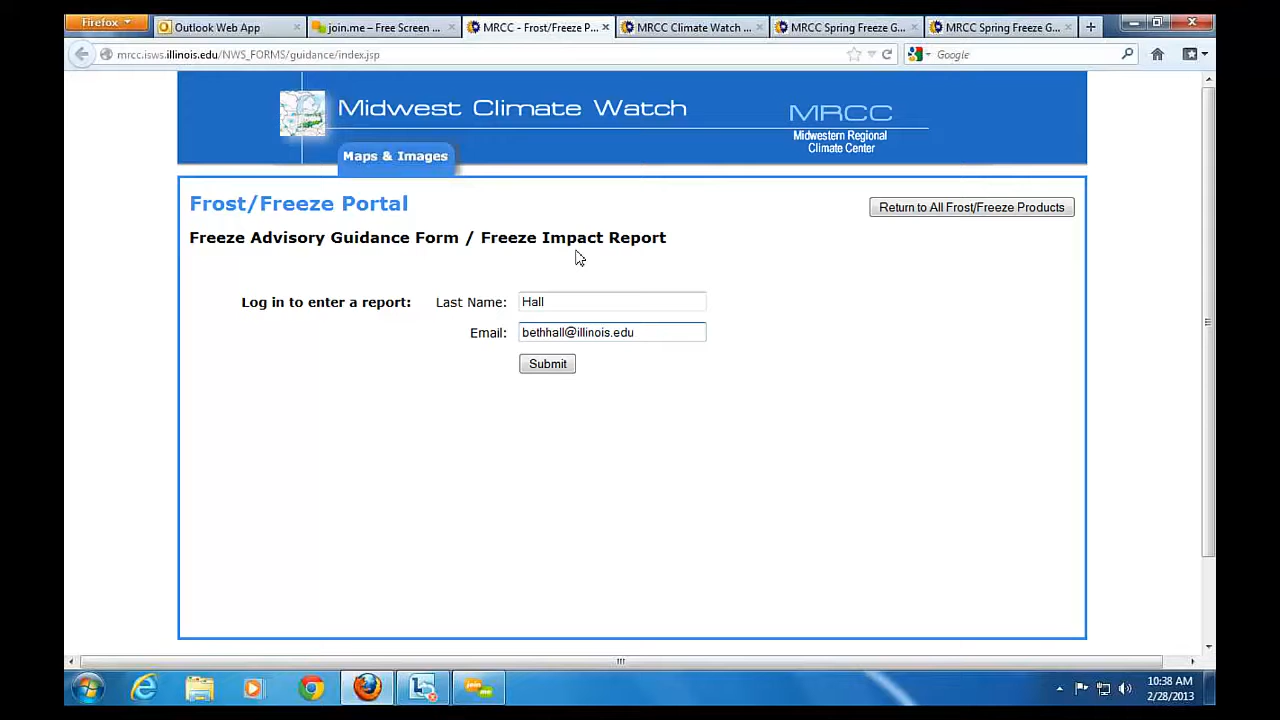 Firefox
Outlook Web App
join.me – Free Screen ...
MRCC - Frost/Freeze P...
MRCC Climate Watch ...
MRCC Spring Freeze G...
MRCC Spring Freeze G...
mrcc.isws.illinois.edu/NWS_FORMS/guidance/index.jsp
Google
Midwest Climate Watch
MRCC
Midwestern Regional
Climate Center
Maps & Images
Frost/Freeze Portal
Return to All Frost/Freeze Products
Freeze Advisory Guidance Form / Freeze Impact Report
Log in to enter a report: Last Name: Hall
Email: bethhall@illinois.edu
Submit
10:38 AM
2/28/2013